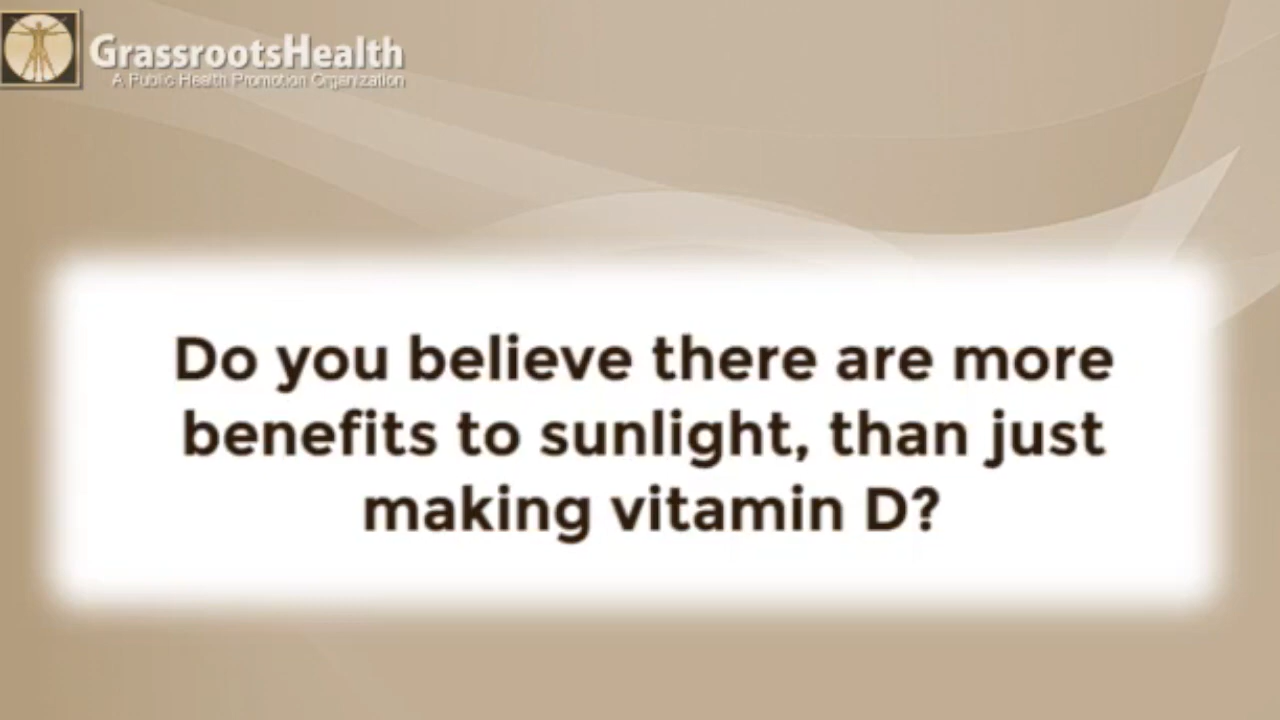 GrassrootsHealth
A Public Health Promotion Organization
Do you believe there are more
benefits to sunlight, than just
making vitamin D?